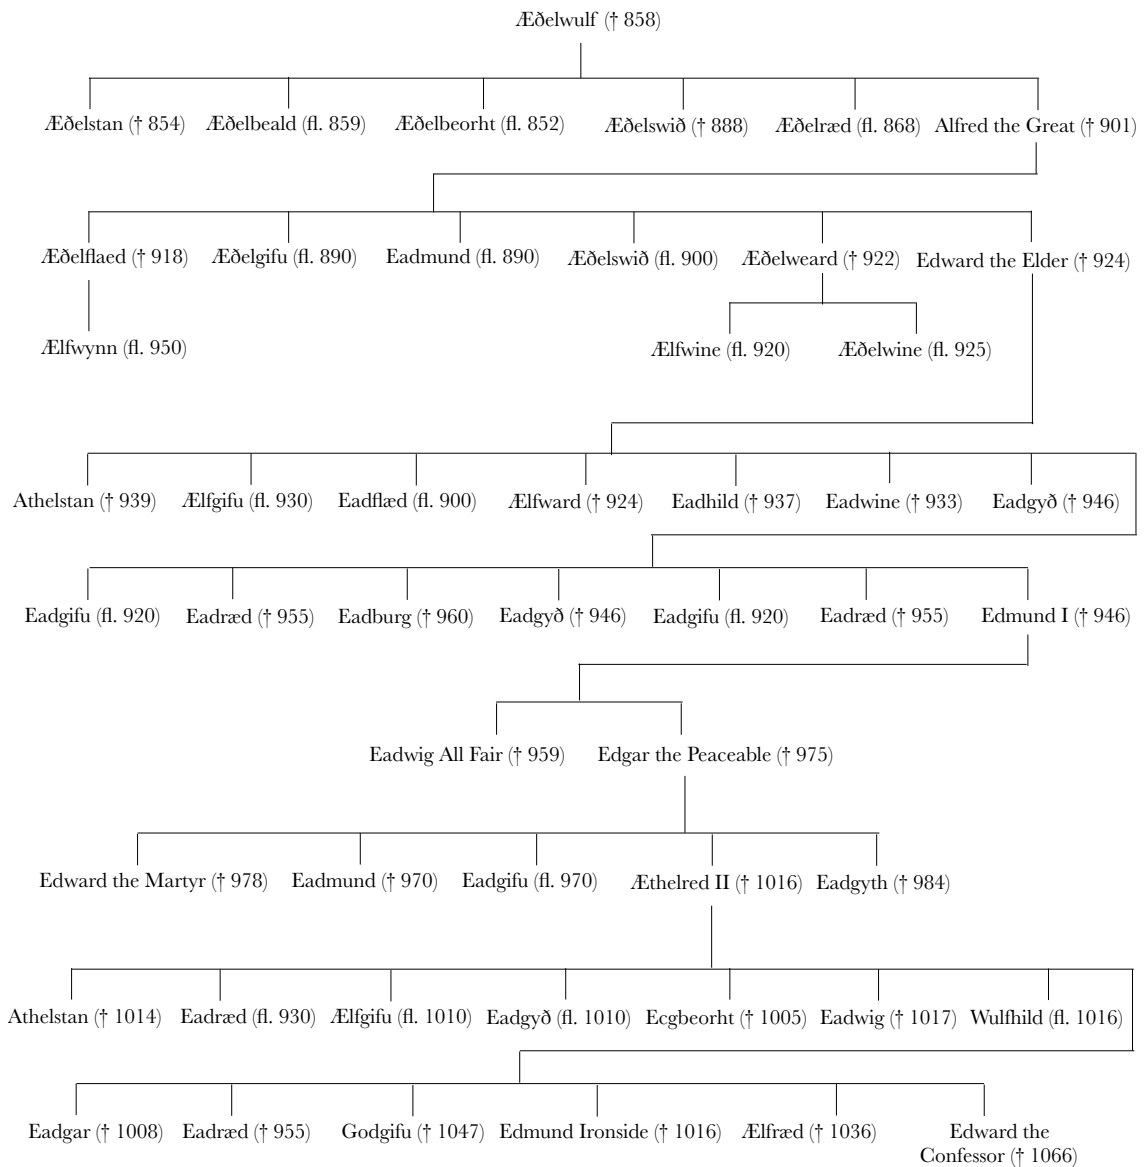 Æðelwulf († 858)
Æðelstan († 854) Æðelbeald (fl. 859) Æðelbeorht (fl. 852) Æðelswið († 888) Æðelræd (fl. 868) Alfred the Great († 901)
Æðelflaed († 918) Æðelgifu (fl. 890) Eadmund (fl. 890) Æðelswið (fl. 900) Æðelweard († 922) Edward the Elder († 924)
Ælfwynn (fl. 950) Ælfwine (fl. 920) Æðelwine (fl. 925)
Athelstan († 939) Ælfgifu (fl. 930) Eadflæd (fl. 900) Ælfward († 924) Eadhild († 937) Eadwine († 933) Eadgyð († 946)
Eadgifu (fl. 920) Eadræd († 955) Eadburg († 960) Eadgyð († 946) Eadgifu (fl. 920) Eadræd († 955) Edmund I († 946)
Eadwig All Fair († 959) Edgar the Peaceable († 975)
Edward the Martyr († 978) Eadmund († 970) Eadgifu (fl. 970) Æthelred II († 1016) Eadgyth († 984)
Athelstan († 1014) Eadræd (fl. 930) Ælfgifu (fl. 1010) Eadgyð (fl. 1010) Ecgbeorht († 1005) Eadwig († 1017) Wulfhild (fl. 1016)
Eadgar († 1008) Eadræd († 955) Godgifu († 1047) Edmund Ironside († 1016) Ælfræd († 1036) Edward the
Confessor († 1066)